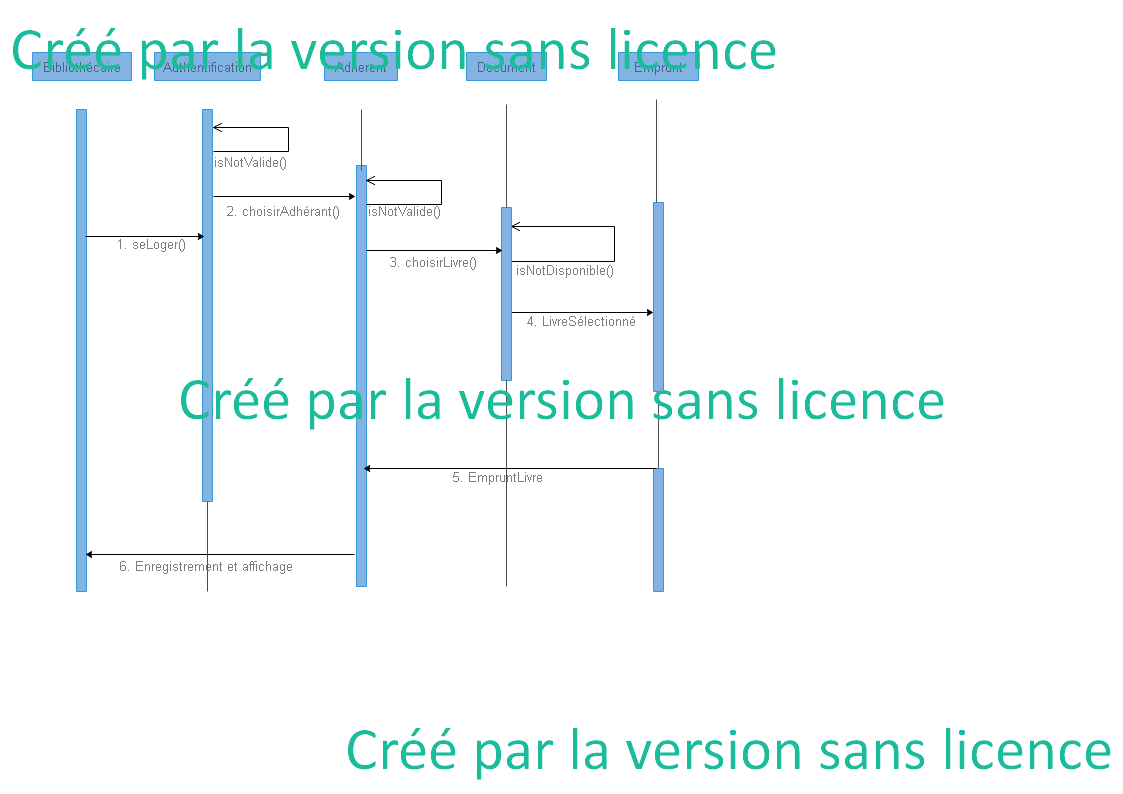 Créé par la version sans licence
Bibliothécaire Authentification Adhérent Document Emprunt
isNotValide()
2. choisirAdhérant() isNotValide()
1. seLoger()
3. choisirLivre()
isNotDisponible()
4. LivreSélectionné
Créé par la version sans licence
5. EmpruntLivre
6. Enregistrement et affichage
Créé par la version sans licence